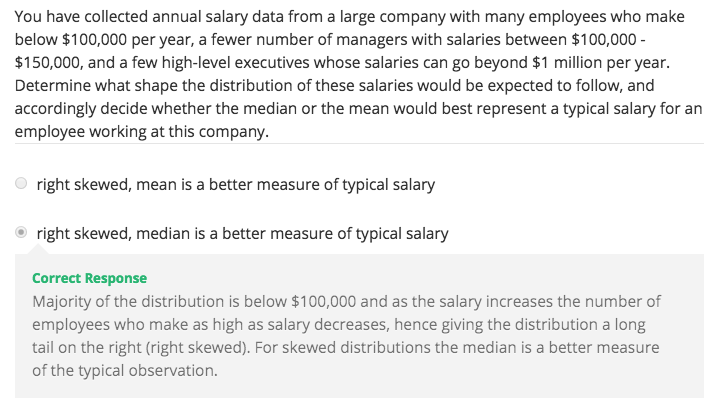 You have collected annual salary data from a large company with many employees who make
below $100,000 per year, a fewer number of managers with salaries between $100,000 -
$150,000, and a few high-level executives whose salaries can go beyond $1 million per year.
Determine what shape the distribution of these salaries would be expected to follow, and
accordingly decide whether the median or the mean would best represent a typical salary for an
employee working at this company.
right skewed, mean is a better measure of typical salary
right skewed, median is a better measure of typical salary
Correct Response
Majority of the distribution is below $100,000 and as the salary increases the number of
employees who make as high as salary decreases, hence giving the distribution a long
tail on the right (right skewed). For skewed distributions the median is a better measure
of the typical observation.